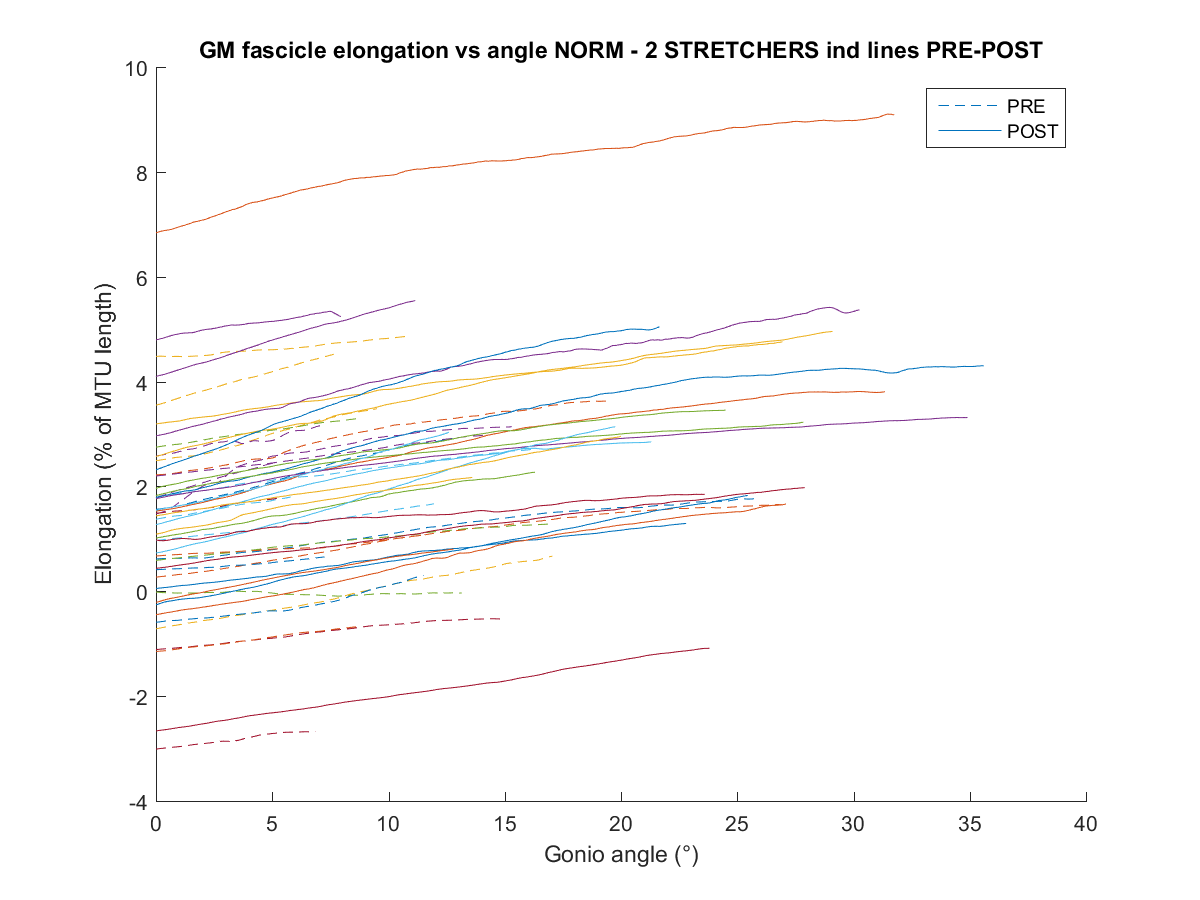 GM fascicle elongation vs angle NORM - 2 STRETCHERS ind lines PRE-POST
PRE
POST
Elongation (% of MTU length)
10
8
6
4
2
0
-2
-4
0 5 10 15 20 25 30 35 40
Gonio angle (°)